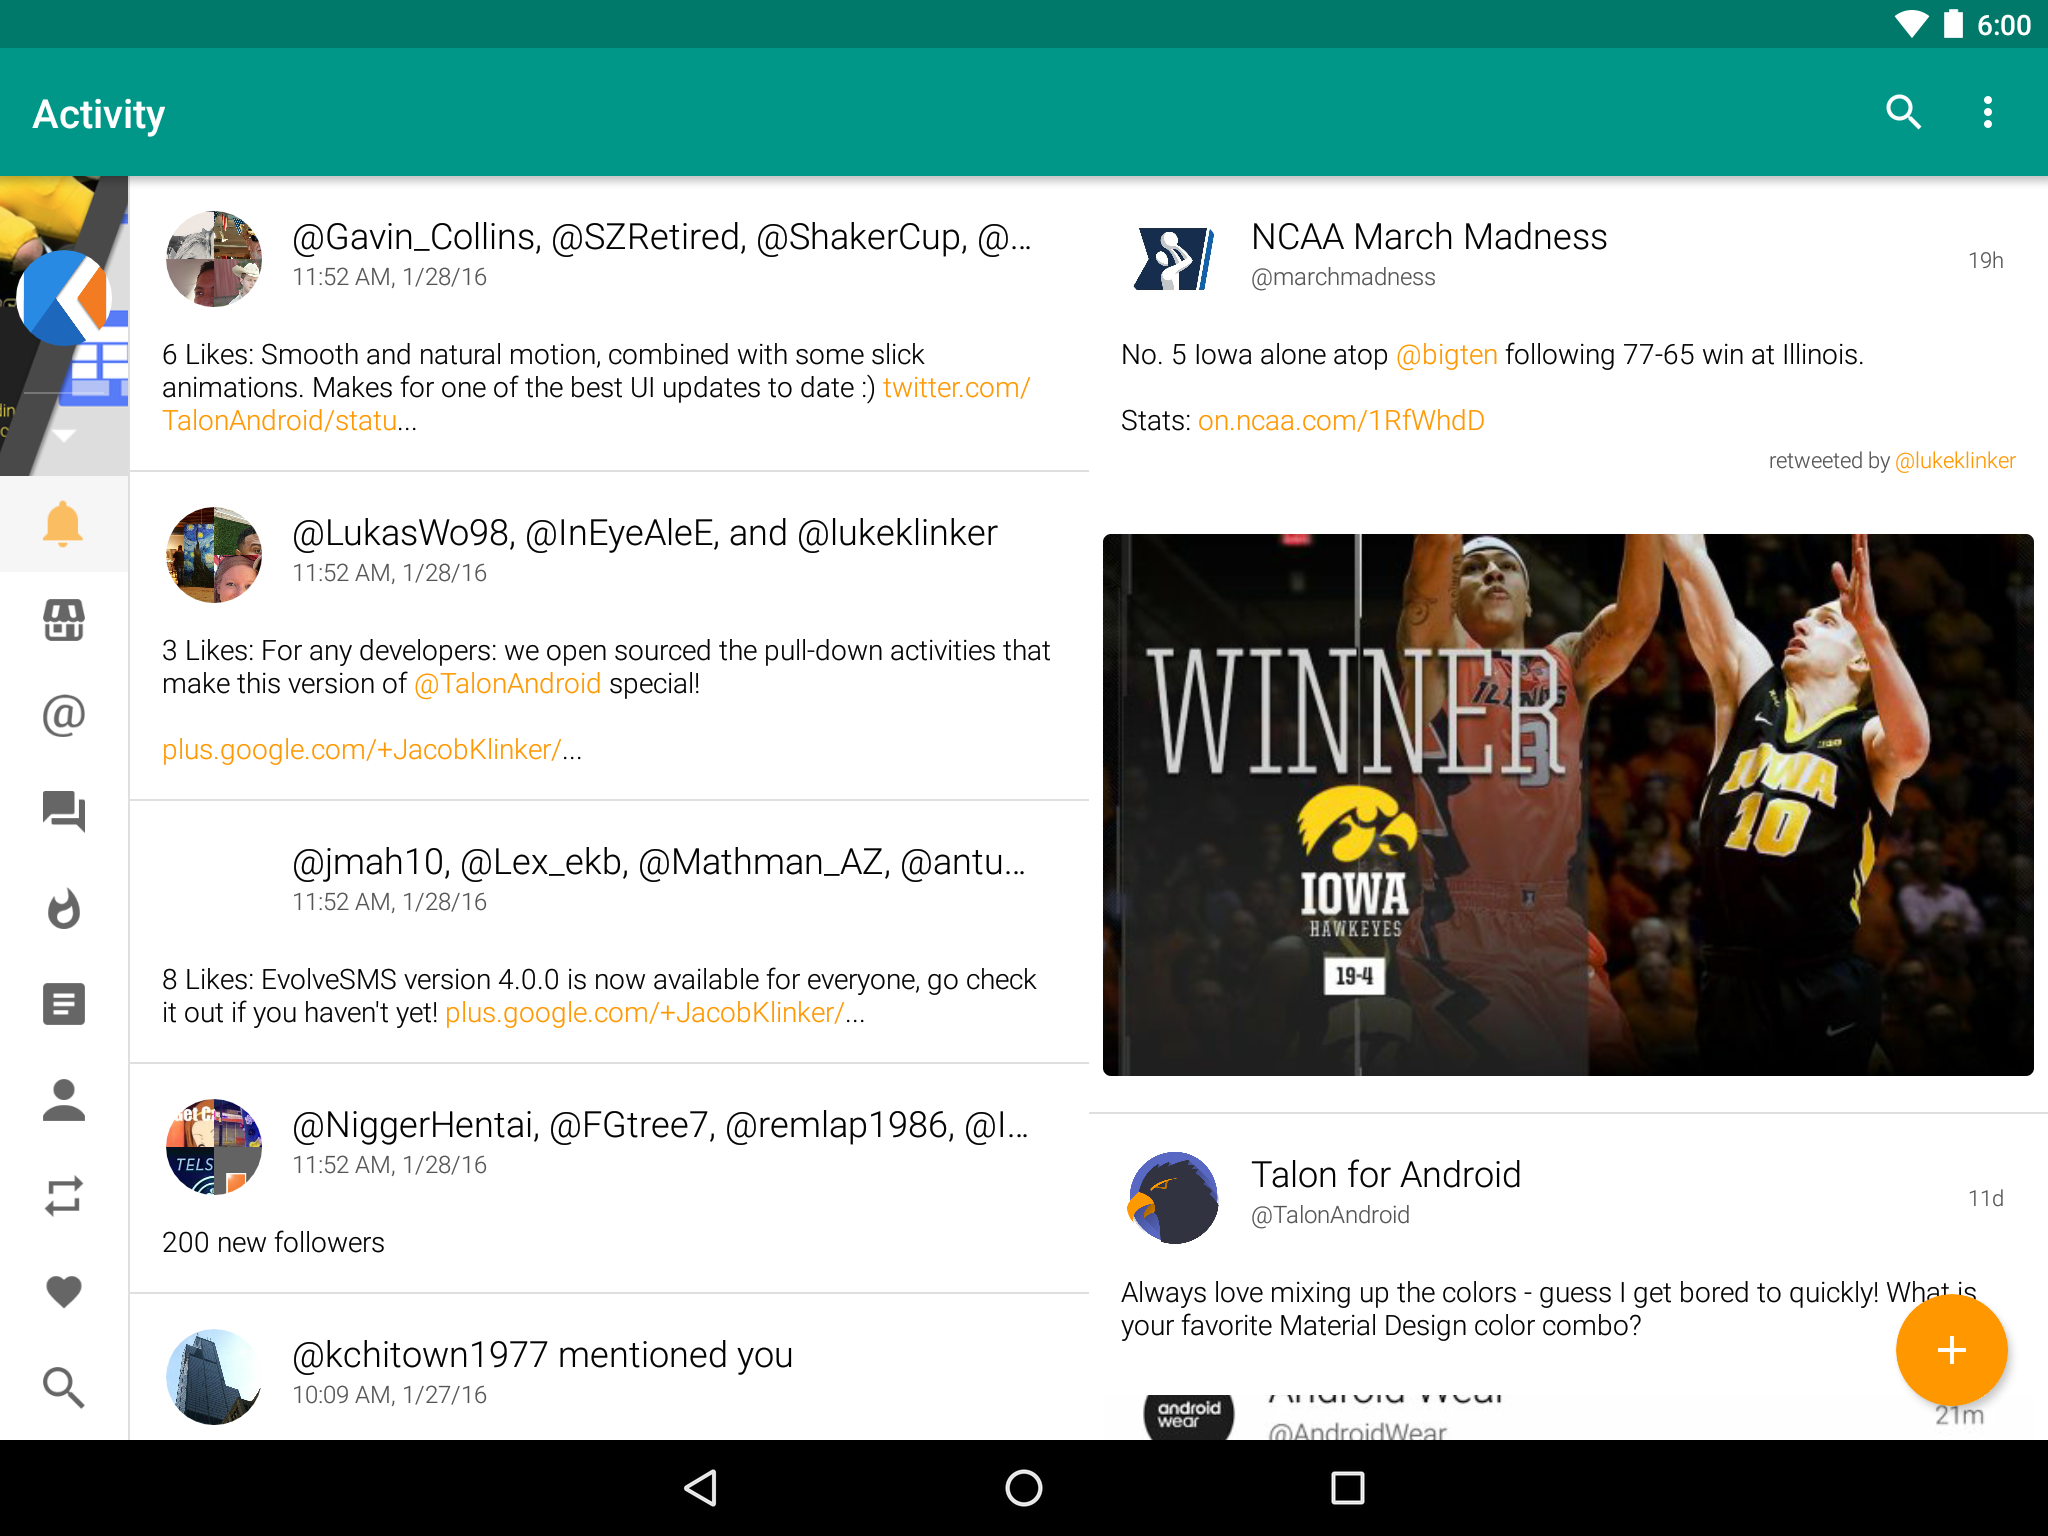 6:00
Activity
@Gavin_Collins, @SZRetired, @ShakerCup, @...
11:52 AM, 1/28/16
6 Likes: Smooth and natural motion, combined with some slick
animations. Makes for one of the best UI updates to date :) twitter.com/
TalonAndroid/statu...
@LukasWo98, @InEyeAleE, and @lukeklinker
11:52 AM, 1/28/16
3 Likes: For any developers: we open sourced the pull-down activities that
make this version of @TalonAndroid special!
plus.google.com/+JacobKlinker/...
@jmah10, @Lex_ekb, @Mathman_AZ, @antu...
11:52 AM, 1/28/16
8 Likes: EvolveSMS version 4.0.0 is now available for everyone, go check
it out if you haven't yet! plus.google.com/+JacobKlinker/...
TELS
@NiggerHentai, @FGtree7, @remlap1986, @I...
11:52 AM, 1/28/16
200 new followers
@kchitown1977 mentioned you
10:09 AM, 1/27/16
NCAA March Madness
@marchmadness
19h
No. 5 Iowa alone atop @bigten following 77-65 win at Illinois.
Stats: on.ncaa.com/1RfWhdD
retweeted by @lukeklinker
WINNER
ILLINOIS
3
IOWA
10
IOWA
HAWKEYES
19-4
Talon for Android
@TalonAndroid
11d
Always love mixing up the colors - guess I get bored to quickly! What is
your favorite Material Design color combo?
android
wear
Android Wear
@AndroidWear
21m